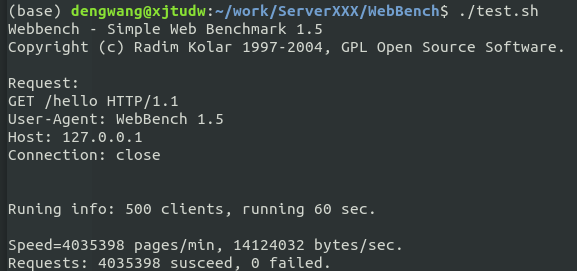 (base) dengwang@xjtudw:~/work/ServerXXX/WebBench$ ./test.sh
Webbench - Simple Web Benchmark 1.5
Copyright (c) Radim Kolar 1997-2004, GPL Open Source Software.
Request:
GET /hello HTTP/1.1
User-Agent: WebBench 1.5
Host: 127.0.0.1
Connection: close
Runing info: 500 clients, running 60 sec.
Speed=4035398 pages/min, 14124032 bytes/sec.
Requests: 4035398 susceed, 0 failed.